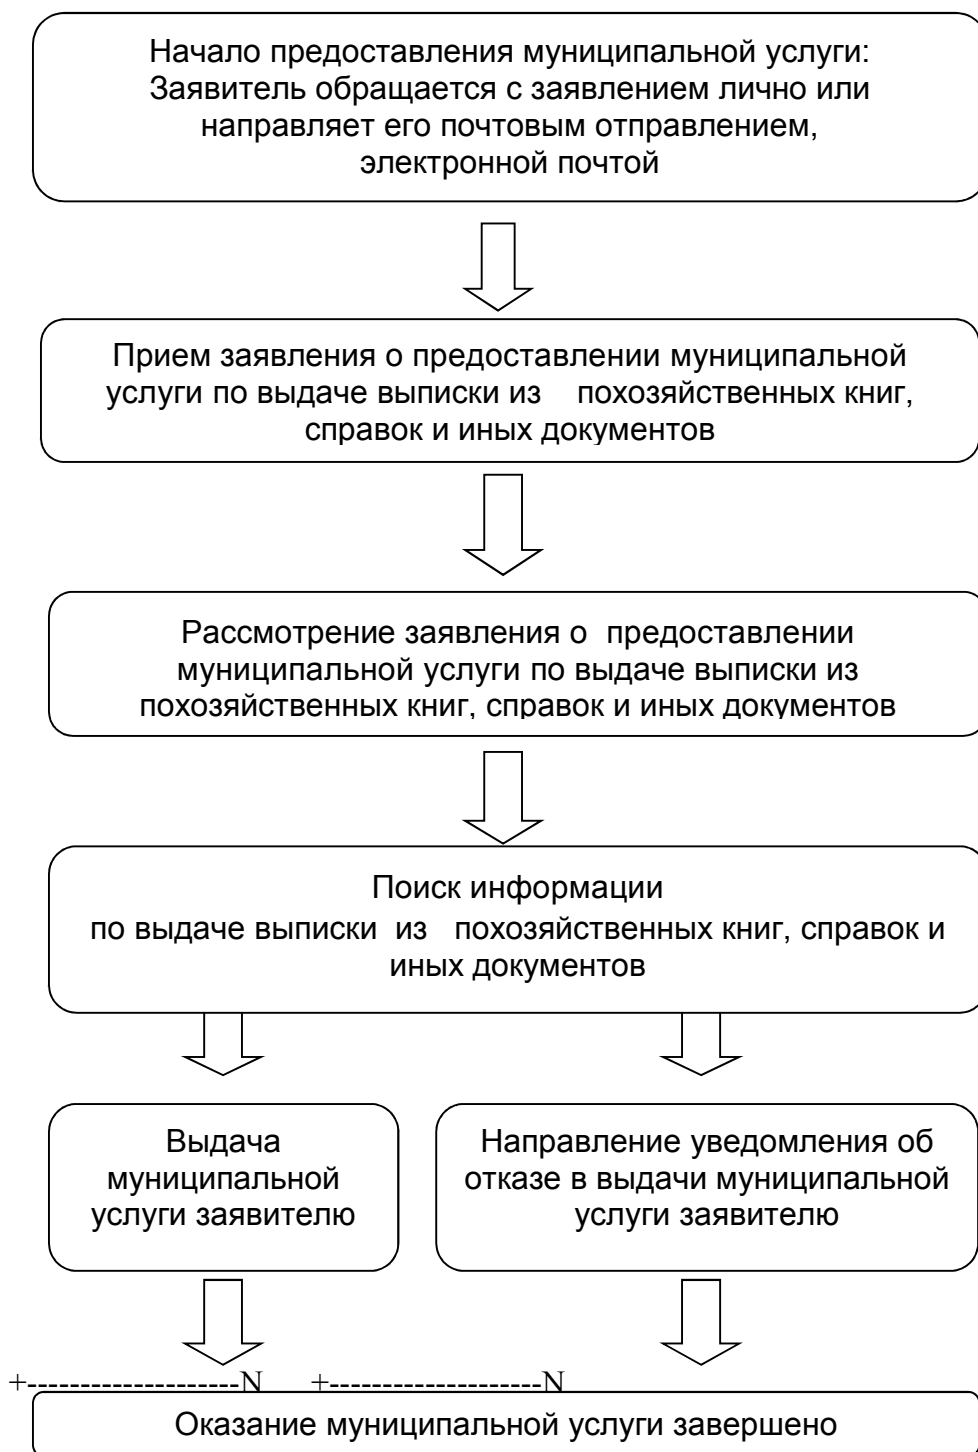 Начало предоставления муниципальной услуги:
Заявитель обращается с заявлением лично или
направляет его почтовым отправлением,
электронной почтой
Прием заявления о предоставлении муниципальной
услуги по выдаче выписки из похозяйственных книг,
справок и иных документов
Рассмотрение заявления о предоставлении
муниципальной услуги по выдаче выписки из
похозяйственных книг, справок и иных документов
Поиск информации
по выдаче выписки из похозяйственных книг, справок и
иных документов
Выдача
муниципальной
услуги заявителю
Направление уведомления об
отказе в выдачи муниципальной
услуги заявителю
+--------------------N +--------------------N
Оказание муниципальной услуги завершено